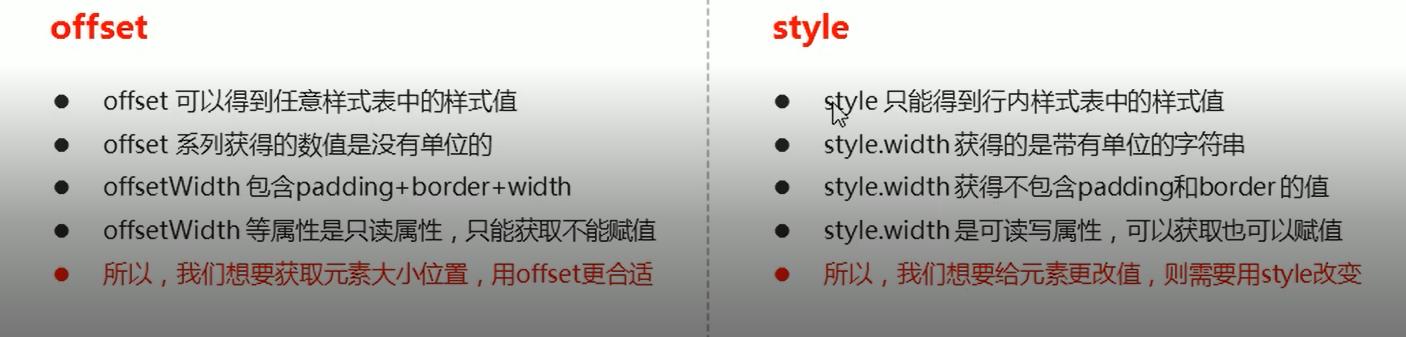 offset
offset 可以得到任意样式表中的样式值
offset 系列获得的数值是没有单位的
offsetWidth 包含padding+border+width
offsetWidth 等属性是只读属性，只能获取不能赋值
所以，我们想要获取元素大小位置，用offset更合适
style
style 只能得到行内样式表中的样式值
style.width 获得的是带有单位的字符串
style.width 获得不包含padding和border 的值
style.width 是可读写属性，可以获取也可以赋值
所以，我们想要给元素更改值，则需要用style改变